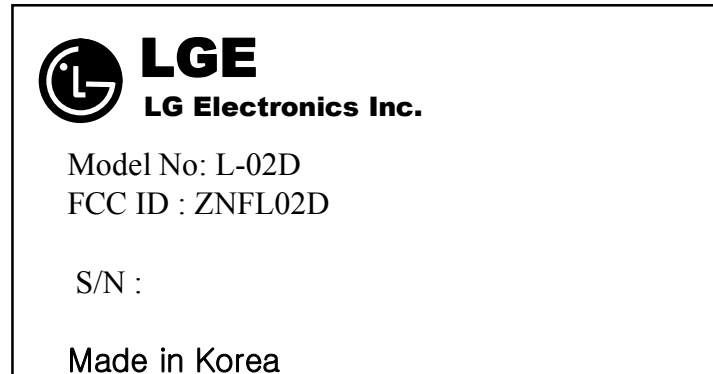 LGE
LG Electronics Inc.
Model No: L-02D
FCC ID : ZNFL02D
S/N :
Made in Korea